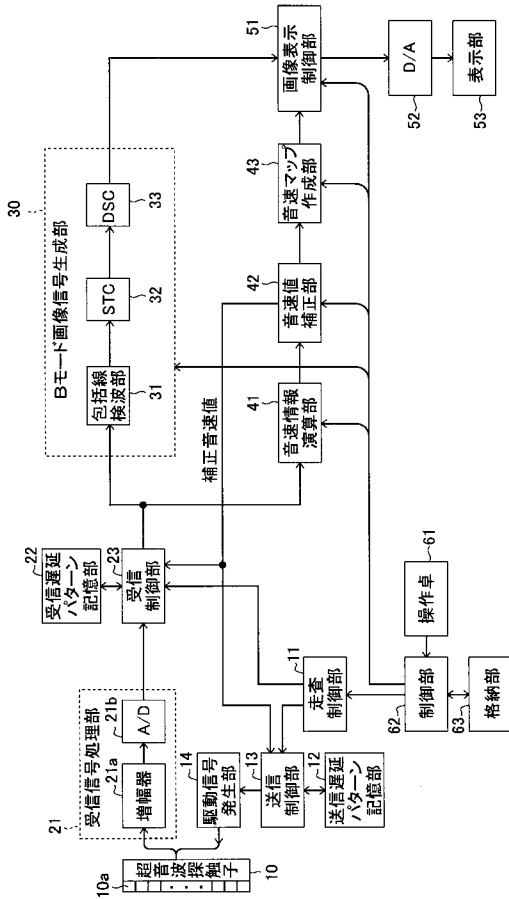 10a
超音波探触子
10
21
受信信号処理部
増幅器
21a
A/D
21b
22
受信遅延
パターン
記憶部
23
受信
制御部
14
駆動信号
発生部
13
送信
制御部
12
送信遅延
パターン
記憶部
11
走査
制御部
62
制御部
63
格納部
61
操作卓
補正音速値
30
Bモード画像信号生成部
包括線
検波部
31
STC
32
DSC
33
41
音速情報
演算部
42
音速値
補正部
43
音速マップ
作成部
51
画像表示
制御部
D/A
52
表示部
53